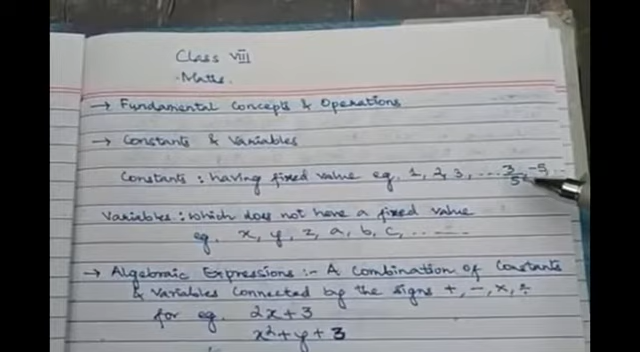 Class VIII
Maths.
→ Fundamental Concepts & Operations
→ Constants & Variables
Constants : having fixed value eg. 1, 2, 3, ... 3/5, -5, ..
Variables : which does not have a fixed value
eg. x, y, z, a, b, c, .......
→ Algebraic Expressions :- A Combination of Constants
& Variables connected by the signs +, -, x, ÷
for eg. 2x+3
x²+y+3